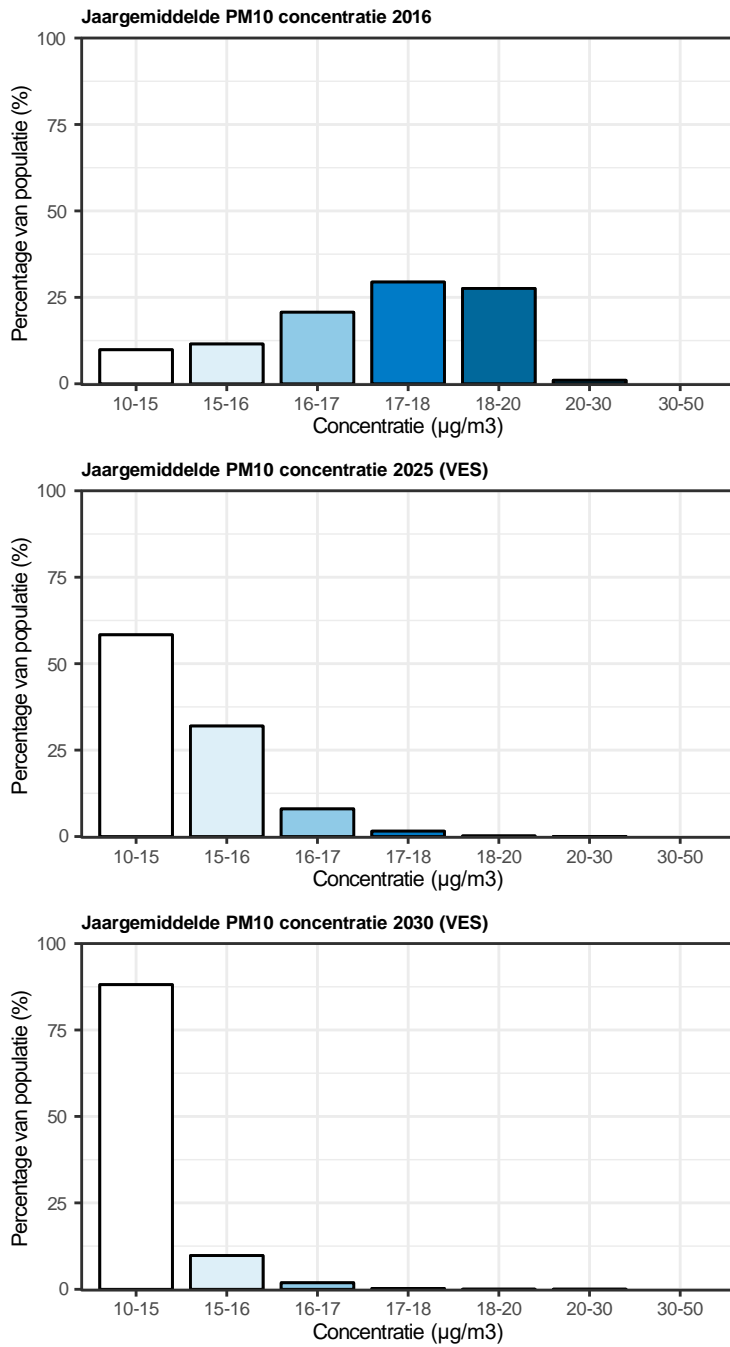 Jaargemiddelde PM10 concentratie 2016
Percentage van populatie (%)
100
75
50
25
0
10-15 15-16 16-17 17-18 18-20 20-30 30-50
Concentratie (µg/m3)
Jaargemiddelde PM10 concentratie 2025 (VES)
Percentage van populatie (%)
100
75
50
25
0
10-15 15-16 16-17 17-18 18-20 20-30 30-50
Concentratie (µg/m3)
Jaargemiddelde PM10 concentratie 2030 (VES)
Percentage van populatie (%)
100
75
50
25
0
10-15 15-16 16-17 17-18 18-20 20-30 30-50
Concentratie (µg/m3)